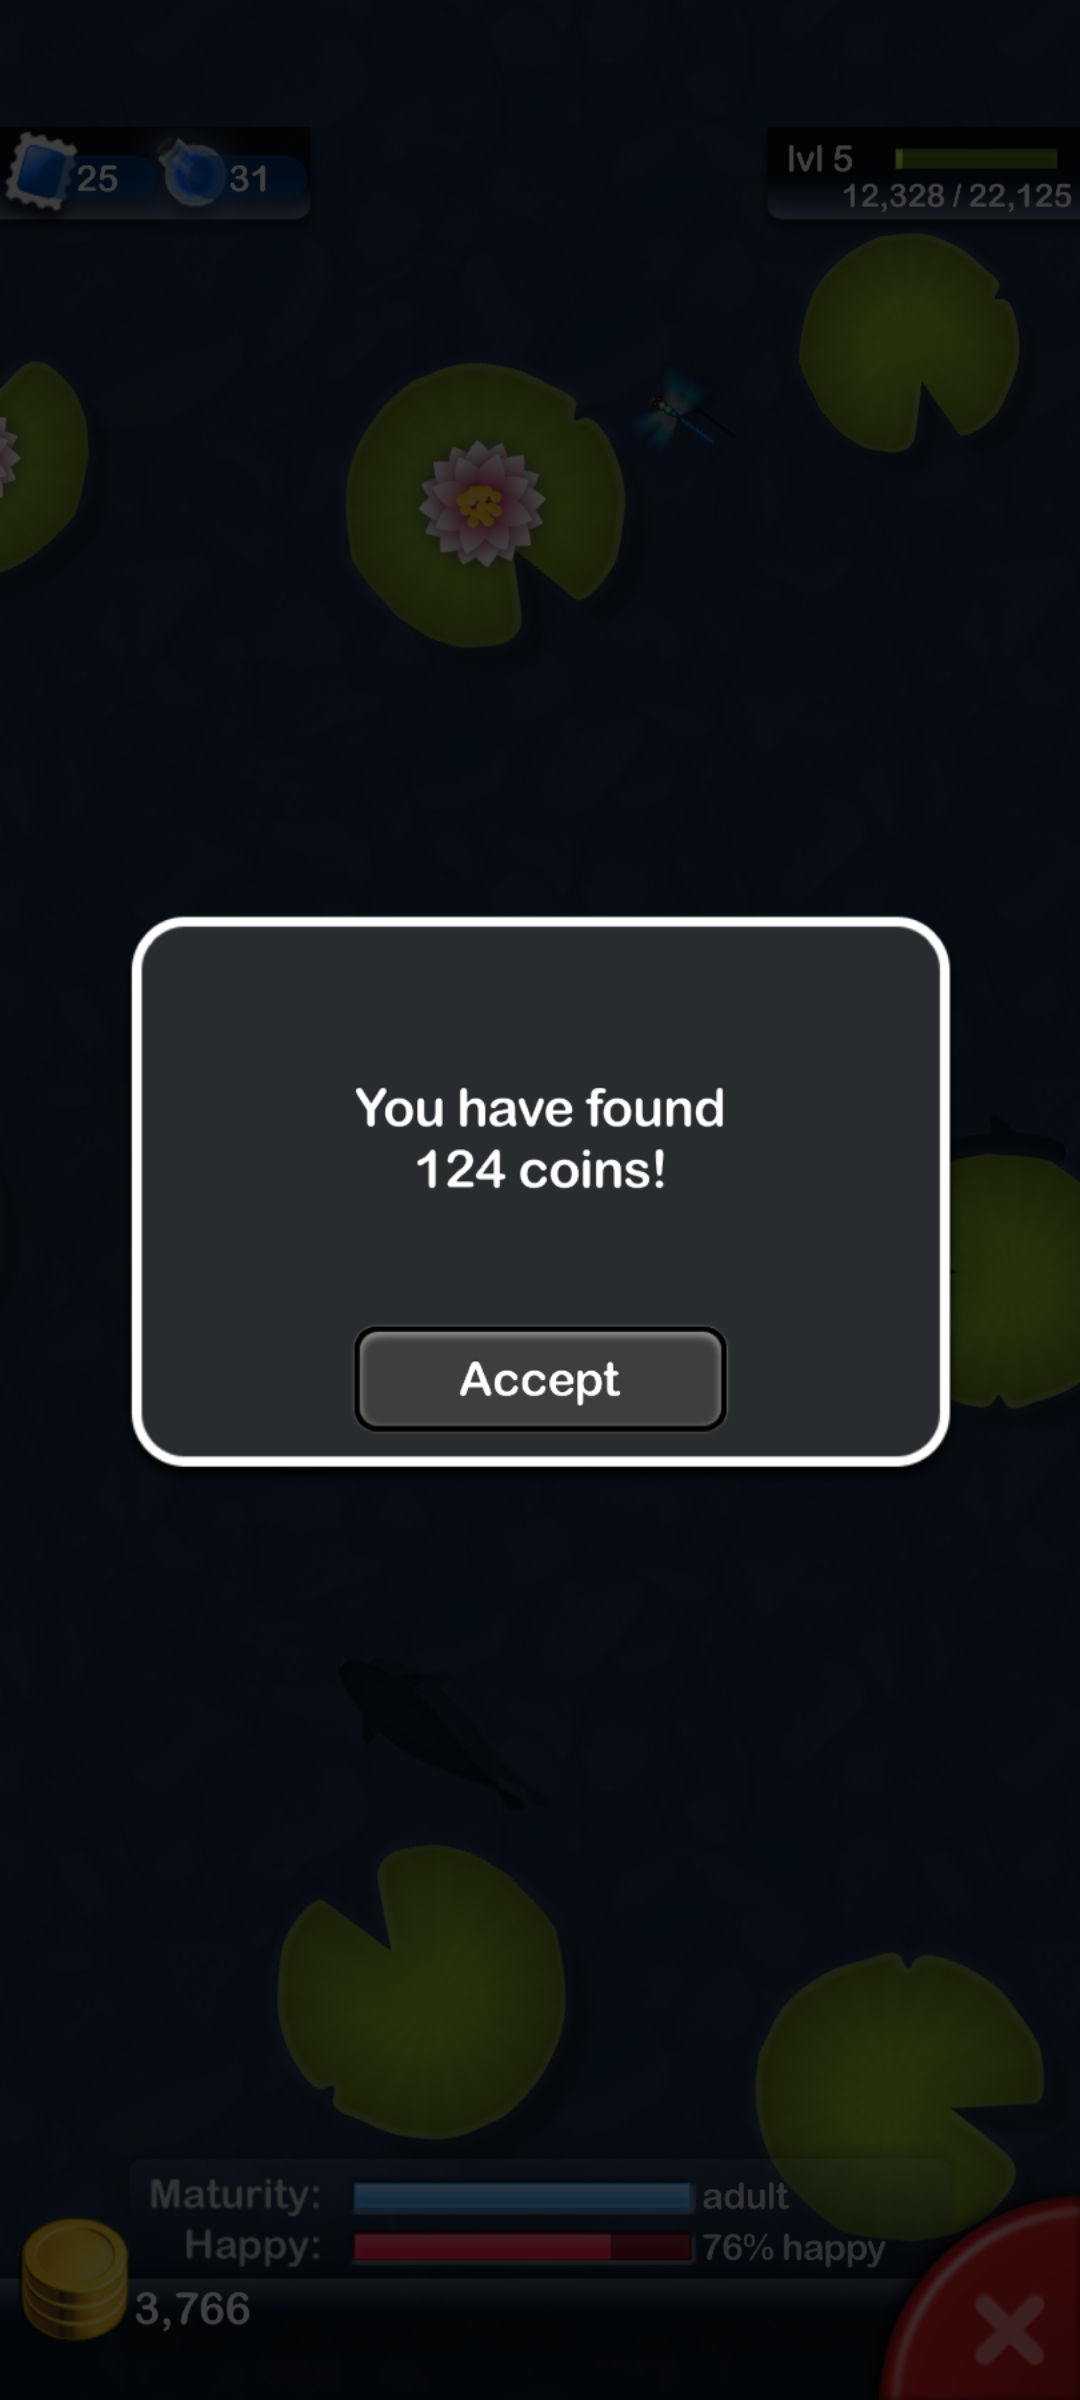 25 31
lvl 5
12,328 / 22,125
You have found
124 coins!
Accept
Maturity: adult
Happy: 76% happy
3,766